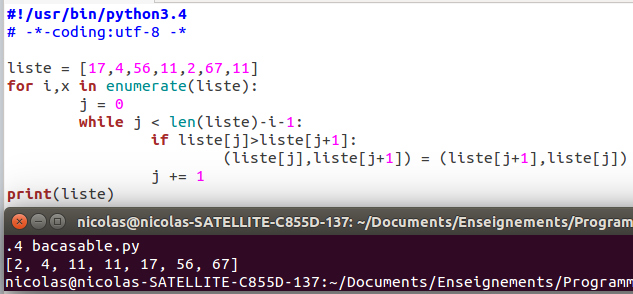 #!/usr/bin/python3.4
# -*-coding:utf-8 -*
liste = [17,4,56,11,2,67,11]
for i,x in enumerate(liste):
j = 0
while j < len(liste)-i-1:
if liste[j]>liste[j+1]:
(liste[j],liste[j+1]) = (liste[j+1],liste[j])
j += 1
print(liste)
nicolas@nicolas-SATELLITE-C855D-137: ~/Documents/Enseignements/Programm
.4 bacasable.py
[2, 4, 11, 11, 17, 56, 67]
nicolas@nicolas-SATELLITE-C855D-137:~/Documents/Enseignements/Programm